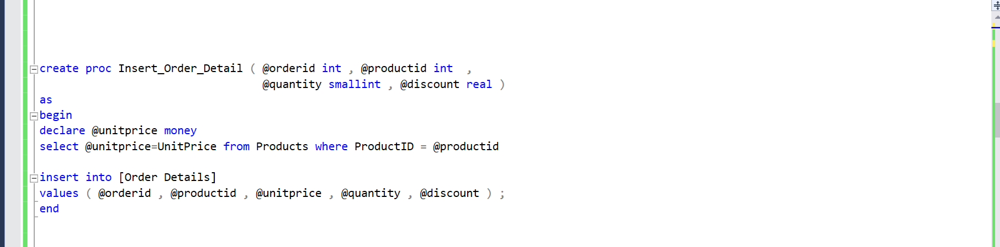 create proc Insert_Order_Detail ( @orderid int , @productid int  ,
@quantity smallint , @discount real )
as
begin
declare @unitprice money
select @unitprice=UnitPrice from Products where ProductID = @productid
insert into [Order Details]
values ( @orderid , @productid , @unitprice , @quantity , @discount ) ;
end